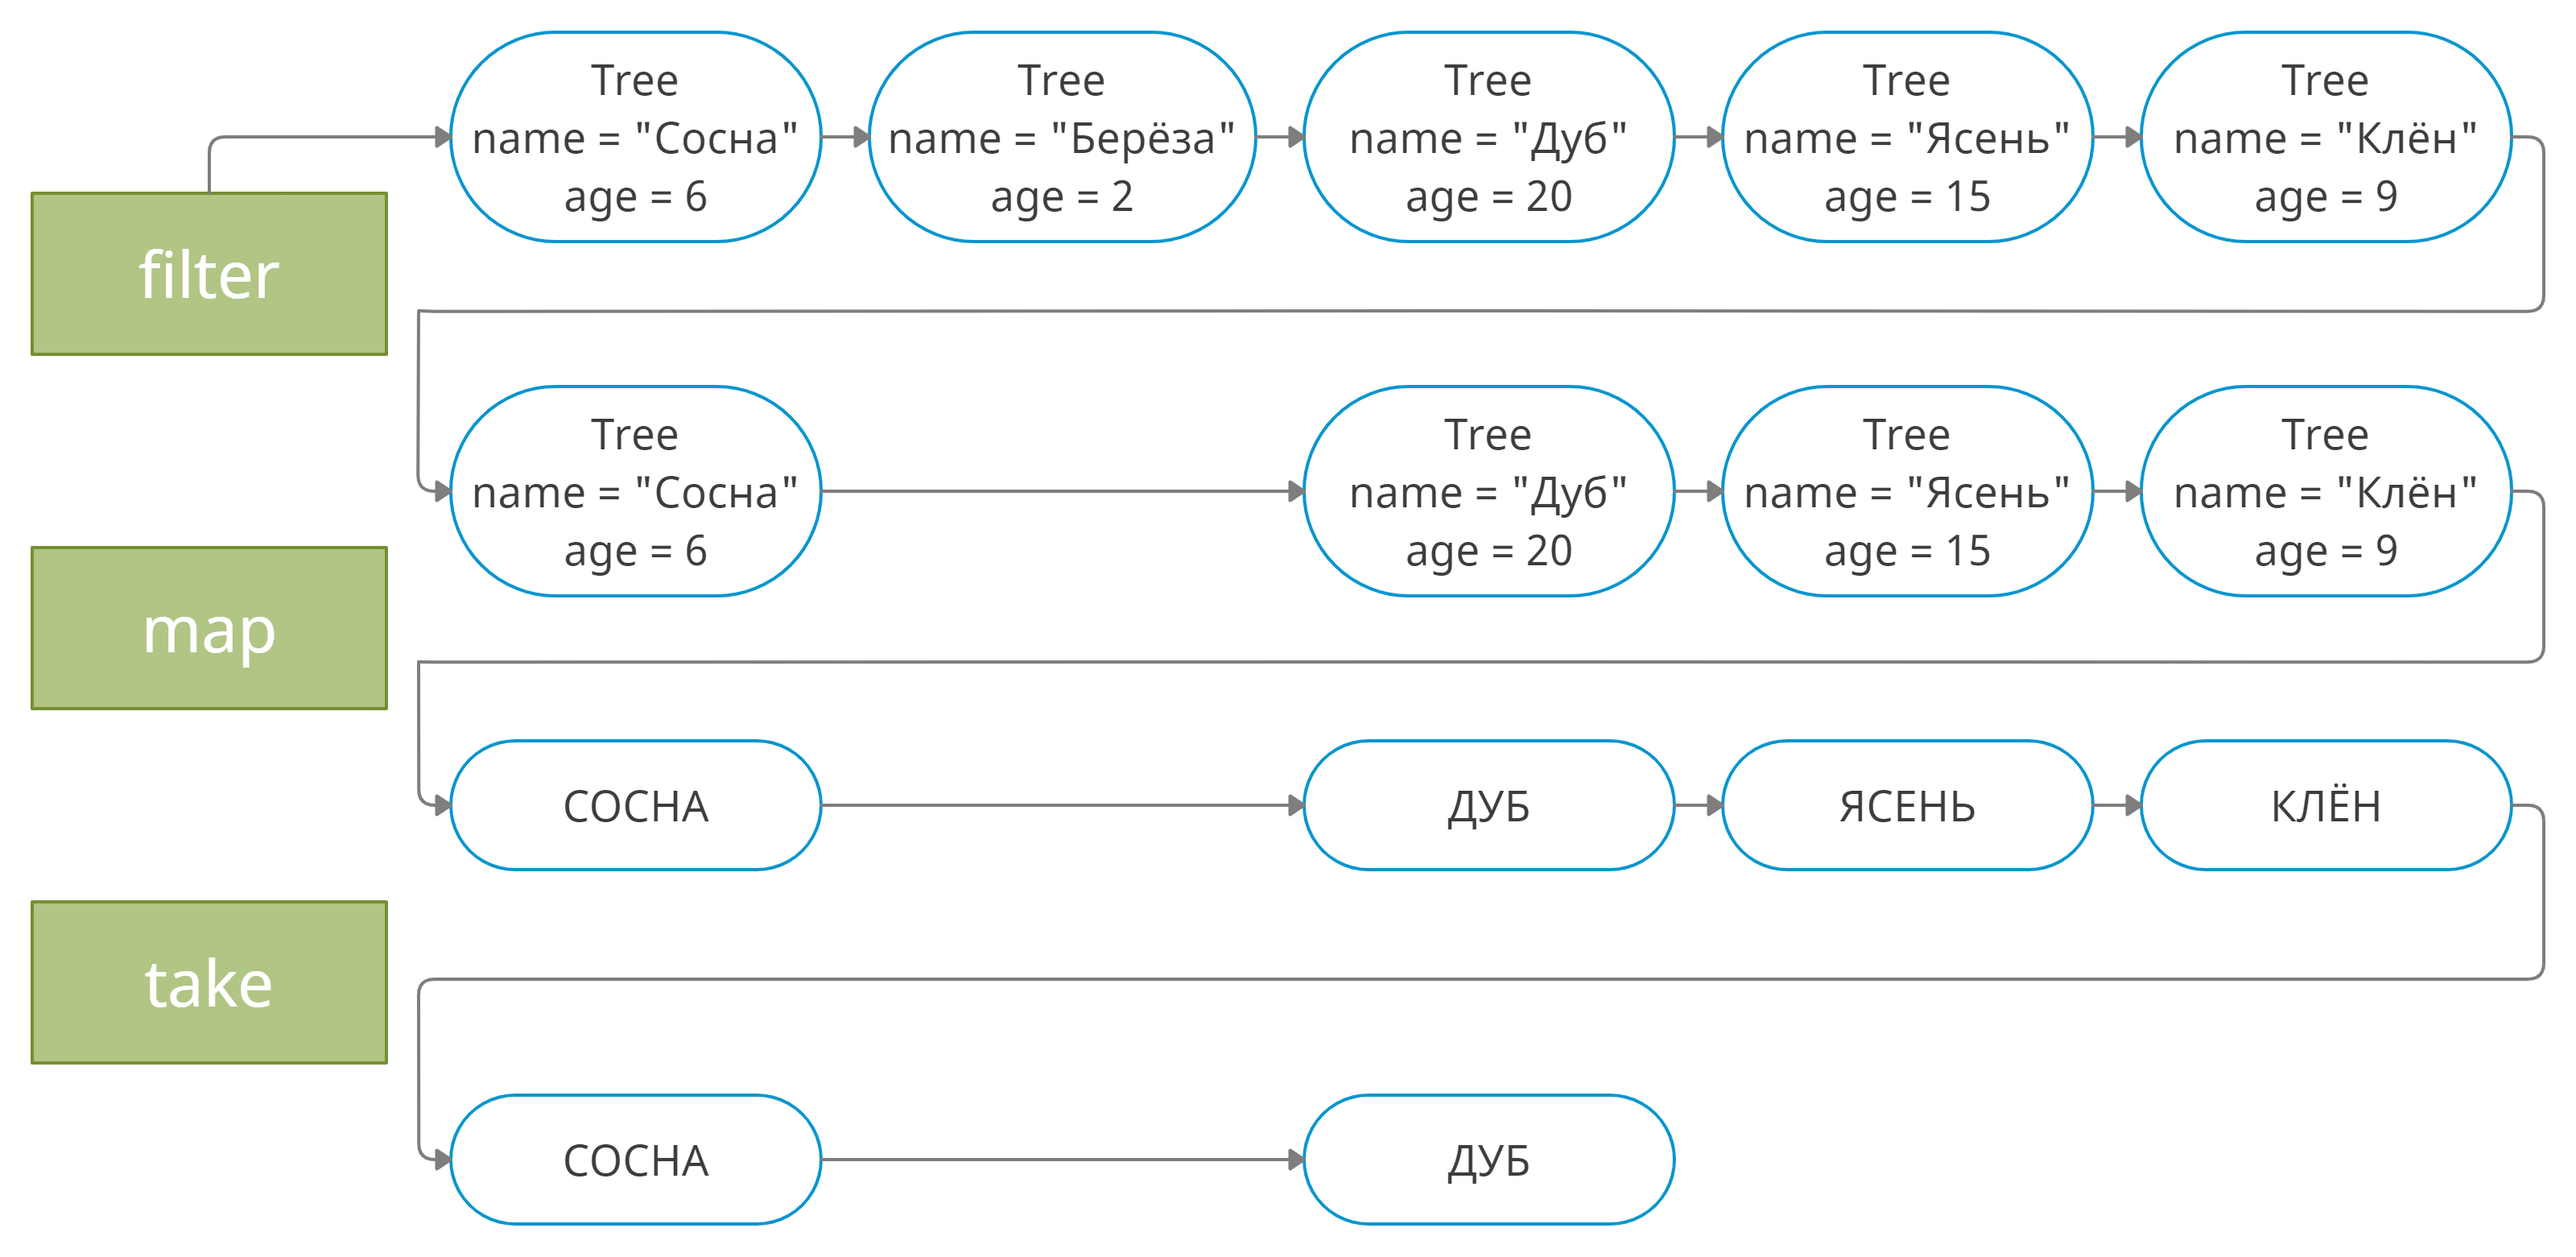 Tree
name = "Сосна"
age = 6
Tree
name = "Берёза"
age = 2
Tree
name = "Дуб"
age = 20
Tree
name = "Ясень"
age = 15
Tree
name = "Клён"
age = 9
filter
Tree
name = "Сосна"
age = 6
Tree
name = "Дуб"
age = 20
Tree
name = "Ясень"
age = 15
Tree
name = "Клён"
age = 9
map
СОСНА
ДУБ
ЯСЕНЬ
КЛЁН
take
СОСНА
ДУБ